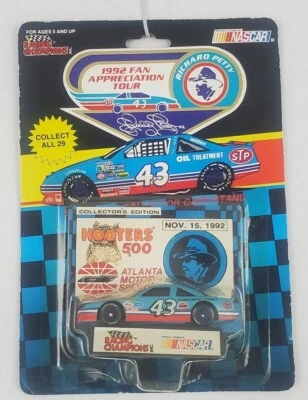 FOR AGES 5 AND UP
RACING CHAMPIONS
NASCAR
1992 FAN
APPRECIATION
TOUR
RICHARD PETTY
43
COLLECT
ALL 29
OIL TREATMENT
STP
43
COLLECTOR'S EDITION
NOV. 15, 1992
HOOTERS
500
ATLANTA
MOTOR
43
RACING CHAMPIONS
NASCAR